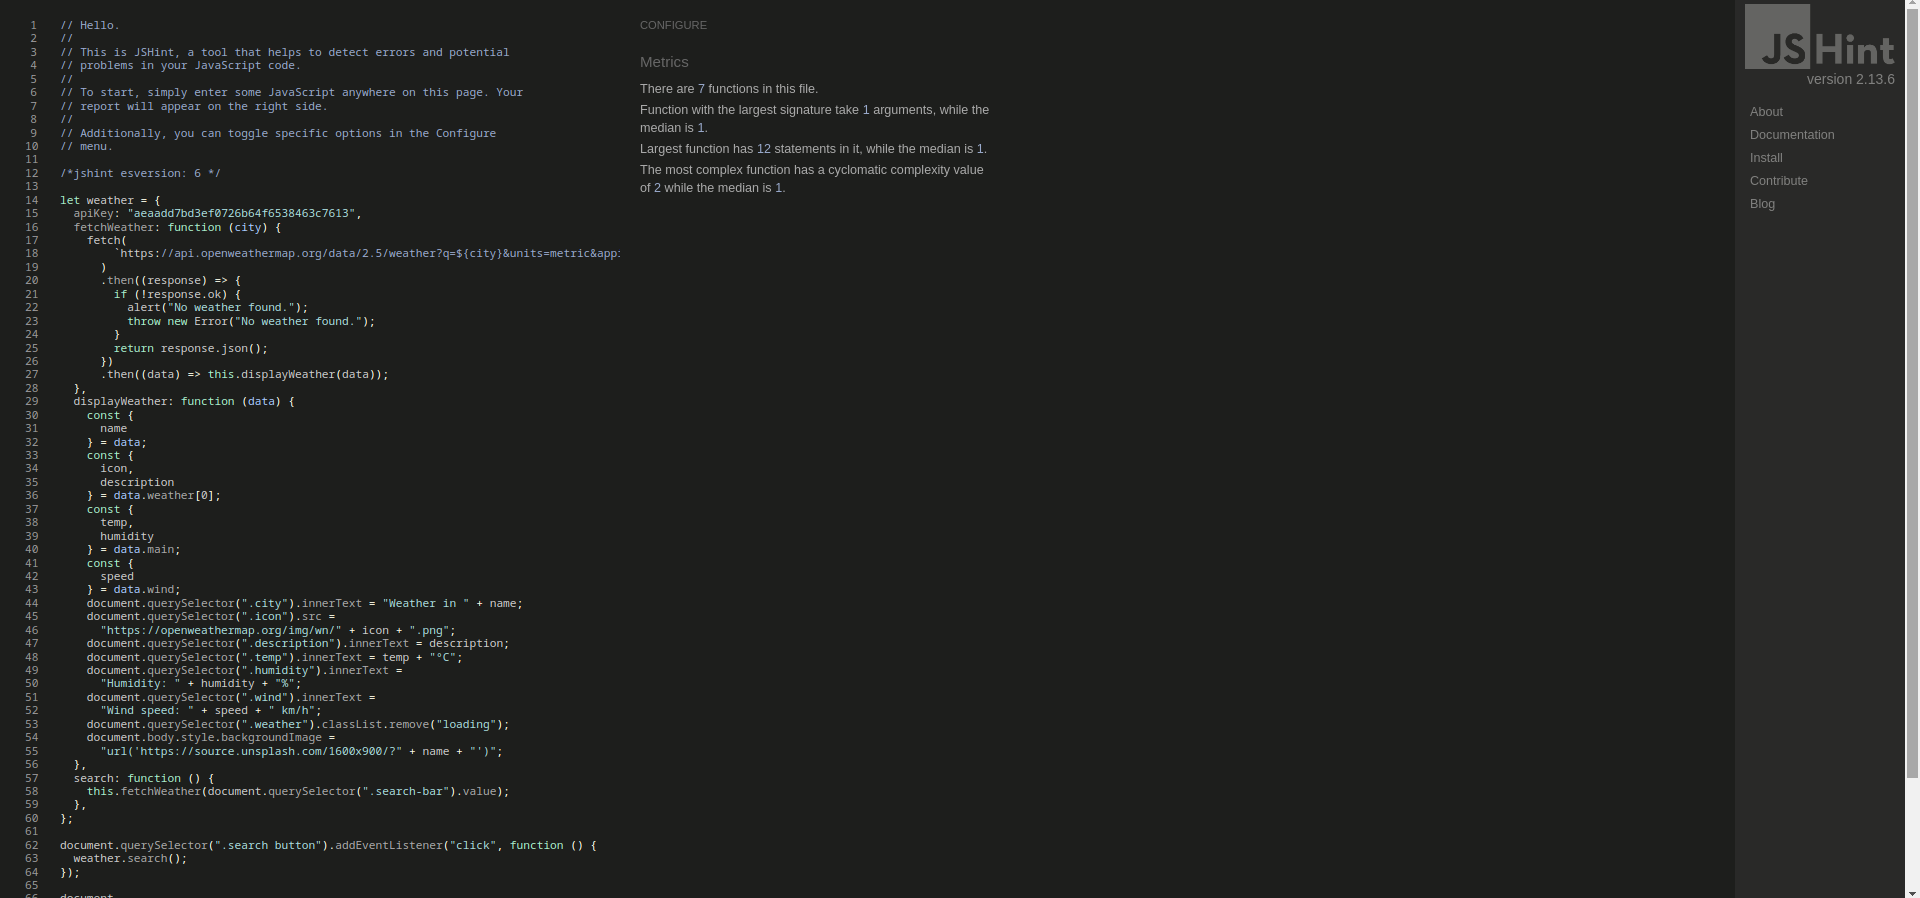 1 // Hello.
2 //
3 // This is JSHint, a tool that helps to detect errors and potential
4 // problems in your JavaScript code.
5 //
6 // To start, simply enter some JavaScript anywhere on this page. Your
7 // report will appear on the right side.
8 //
9 // Additionally, you can toggle specific options in the Configure
10 // menu.
11
12 /*jshint esversion: 6 */
13
14 let weather = {
15 apiKey: "aeaadd7bd3ef0726b64f6538463c7613",
16 fetchWeather: function (city) {
17 fetch(
18 `https://api.openweathermap.org/data/2.5/weather?q=${city}&units=metric&app
19 )
20 .then((response) => {
21 if (!response.ok) {
22 alert("No weather found.");
23 throw new Error("No weather found.");
24 }
25 return response.json();
26 })
27 .then((data) => this.displayWeather(data));
28 },
29 displayWeather: function (data) {
30 const {
31 name
32 } = data;
33 const {
34 icon,
35 description
36 } = data.weather[0];
37 const {
38 temp,
39 humidity
40 } = data.main;
41 const {
42 speed
43 } = data.wind;
44 document.querySelector(".city").innerText = "Weather in " + name;
45 document.querySelector(".icon").src =
46 "https://openweathermap.org/img/wn/" + icon + ".png";
47 document.querySelector(".description").innerText = description;
48 document.querySelector(".temp").innerText = temp + "°C";
49 document.querySelector(".humidity").innerText =
50 "Humidity: " + humidity + "%";
51 document.querySelector(".wind").innerText =
52 "Wind speed: " + speed + " km/h";
53 document.querySelector(".weather").classList.remove("loading");
54 document.body.style.backgroundImage =
55 "url('https://source.unsplash.com/1600x900/?" + name + "')";
56 },
57 search: function () {
58 this.fetchWeather(document.querySelector(".search-bar").value);
59 },
60 };
61
62 document.querySelector(".search button").addEventListener("click", function () {
63 weather.search();
64 });
65
66 document
CONFIGURE
Metrics
There are 7 functions in this file.
Function with the largest signature take 1 arguments, while the
median is 1.
Largest function has 12 statements in it, while the median is 1.
The most complex function has a cyclomatic complexity value
of 2 while the median is 1.
JSHint
version 2.13.6
About
Documentation
Install
Contribute
Blog